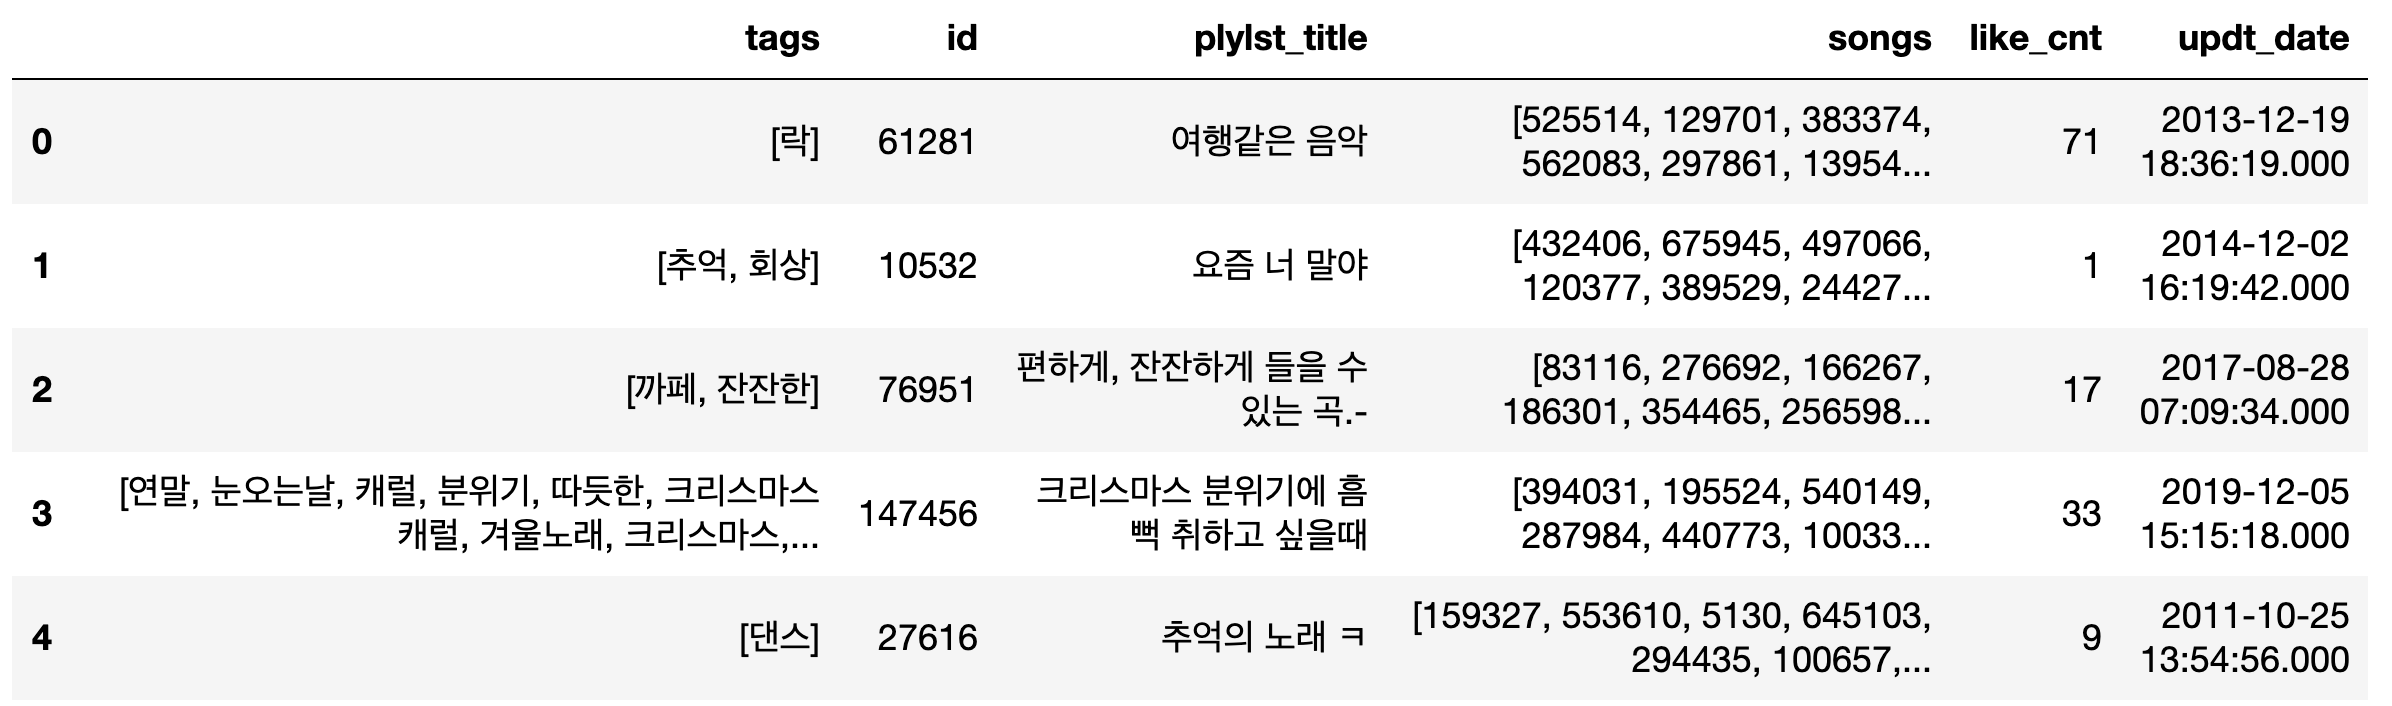 tags id plylst_title songs like_cnt updt_date
0 [락] 61281 여행같은 음악 [525514, 129701, 383374, 562083, 297861, 13954... 71 2013-12-19 18:36:19.000
1 [추억, 회상] 10532 요즘 너 말야 [432406, 675945, 497066, 120377, 389529, 24427... 1 2014-12-02 16:19:42.000
2 [까페, 잔잔한] 76951 편하게, 잔잔하게 들을 수 있는 곡.- [83116, 276692, 166267, 186301, 354465, 256598... 17 2017-08-28 07:09:34.000
3 [연말, 눈오는날, 캐럴, 분위기, 따듯한, 크리스마스 캐럴, 겨울노래, 크리스마스,... 147456 크리스마스 분위기에 흠뻑 취하고 싶을때 [394031, 195524, 540149, 287984, 440773, 10033... 33 2019-12-05 15:15:18.000
4 [댄스] 27616 추억의 노래 ㅋ [159327, 553610, 5130, 645103, 294435, 100657,... 9 2011-10-25 13:54:56.000